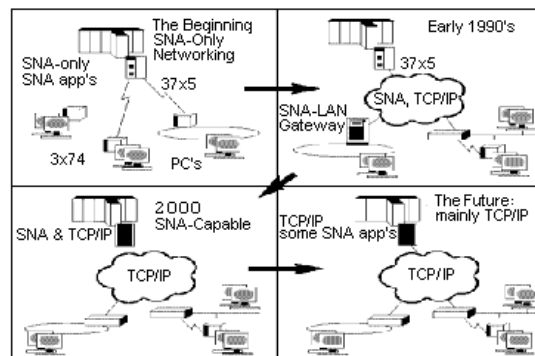 The Beginning
SNA-Only
Networking
SNA-only
SNA app's
37x5
3x74
PC's
Early 1990's
37x5
SNA, TCP/IP
SNA-LAN
Gateway
2000
SNA-Capable
SNA & TCP/IP
TCP/IP
The Future:
mainly TCP/IP
TCP/IP
some SNA app's
TCP/IP